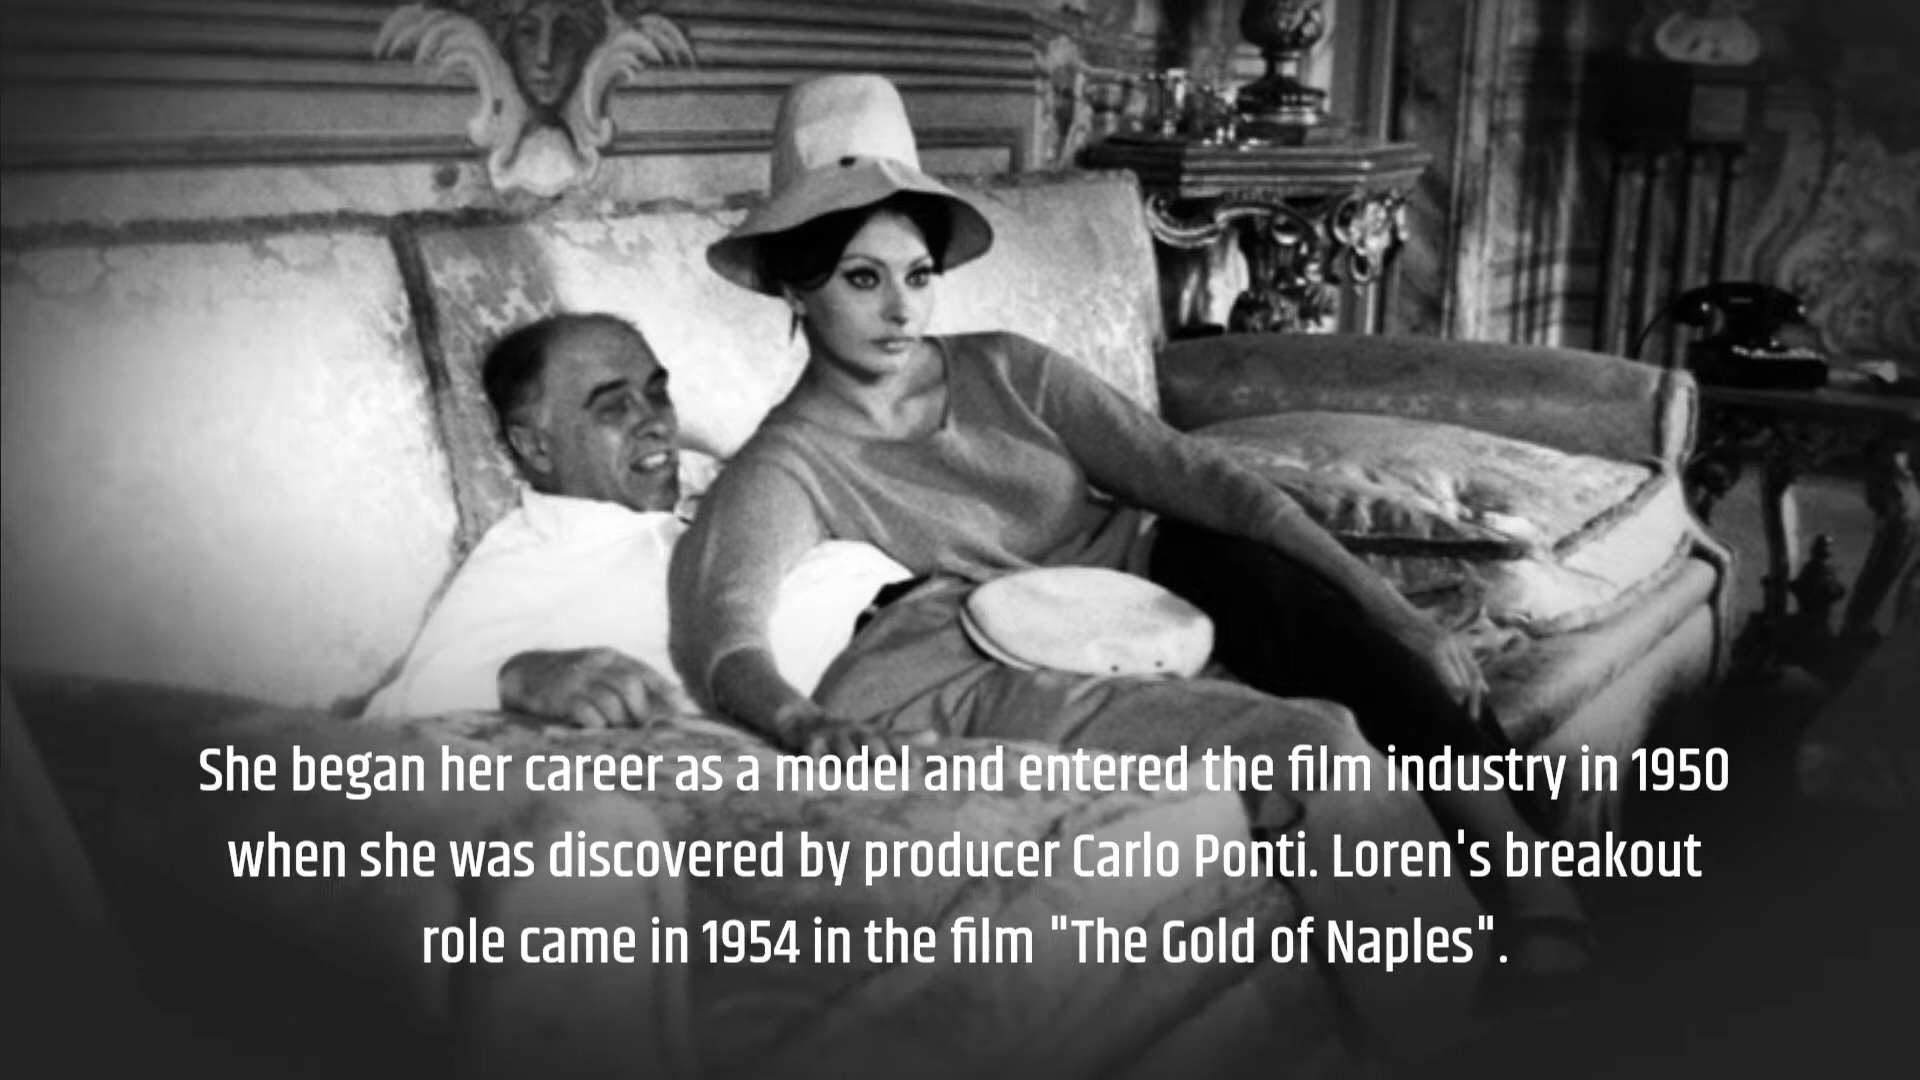 She began her career as a model and entered the film industry in 1950
when she was discovered by producer Carlo Ponti. Loren's breakout
role came in 1954 in the film "The Gold of Naples".